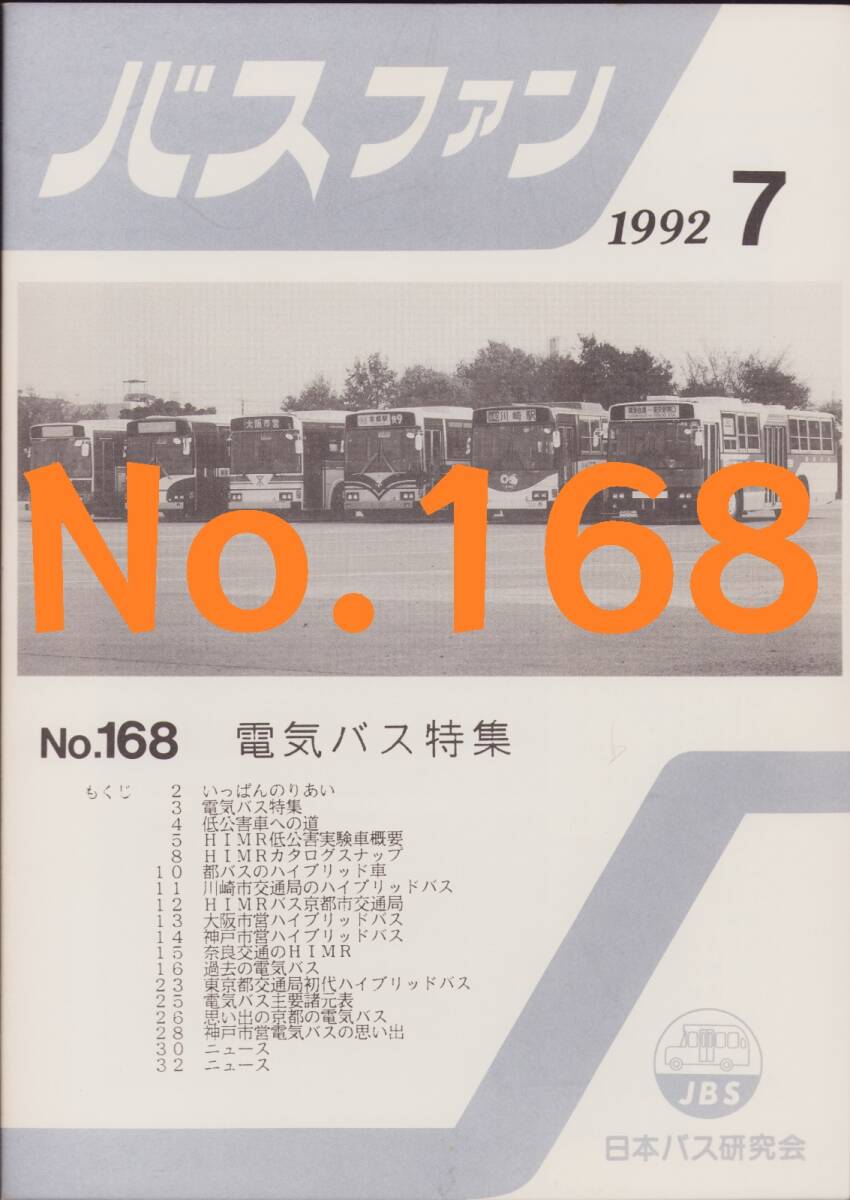 バスファン
1992 7
大阪市営
川崎駅
No.168
No.168 電気バス特集
もくじ 2 いっぱんのりあい
3 電気バス特集
4 低公害車への道
5 HIMR低公害実験車概要
8 HIMRカタログスナップ
10 都バスのハイブリッド車
11 川崎市交通局のハイブリッドバス
12 HIMRバス京都市交通局
13 大阪市営ハイブリッドバス
14 神戸市営ハイブリッドバス
15 奈良交通のHIMR
16 過去の電気バス
23 東京都交通局初代ハイブリッドバス
25 電気バス主要諸元表
26 思い出の京都の電気バス
28 神戸市営電気バスの思い出
30 ニュース
32 ニュース
JBS
日本バス研究会